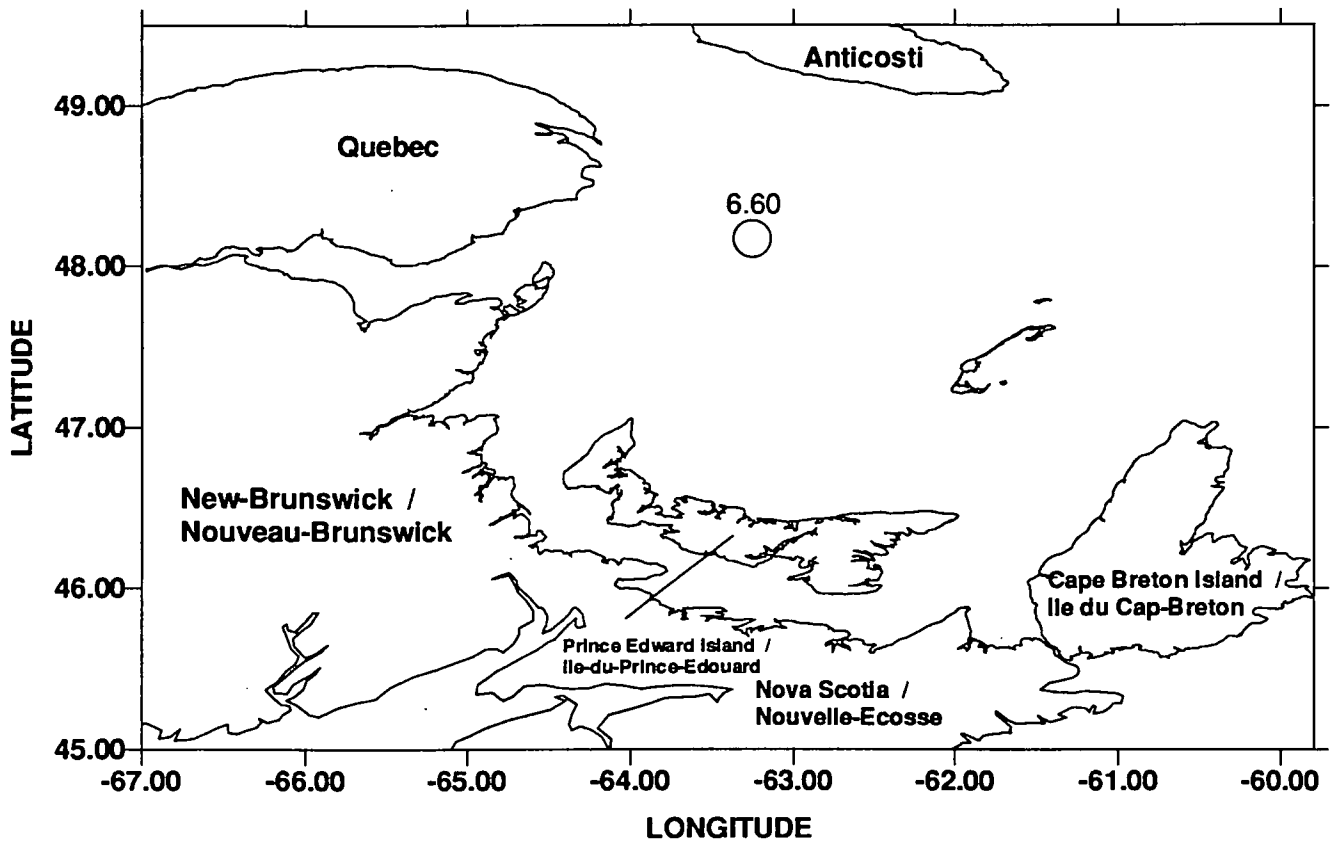 Anticosti
49.00
Quebec
6.60
48.00
LATITUDE
47.00
New-Brunswick /
Nouveau-Brunswick
46.00
Cape Breton Island /
Ile du Cap-Breton
Prince Edward Island /
Ile-du-Prince-Edouard
Nova Scotia /
Nouvelle-Ecosse
45.00
-67.00 -66.00 -65.00 -64.00 -63.00 -62.00 -61.00 -60.00
LONGITUDE